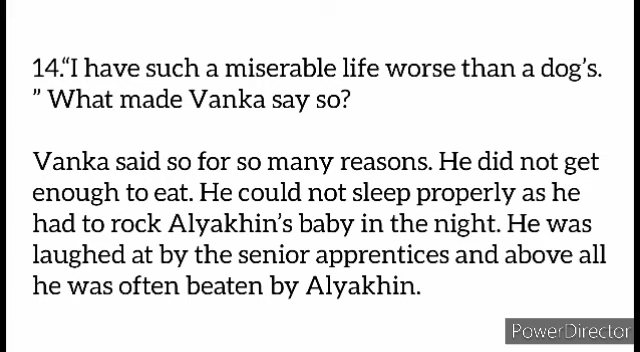 14.“I have such a miserable life worse than a dog’s.
” What made Vanka say so?
Vanka said so for so many reasons. He did not get
enough to eat. He could not sleep properly as he
had to rock Alyakhin’s baby in the night. He was
laughed at by the senior apprentices and above all
he was often beaten by Alyakhin.
PowerDirector